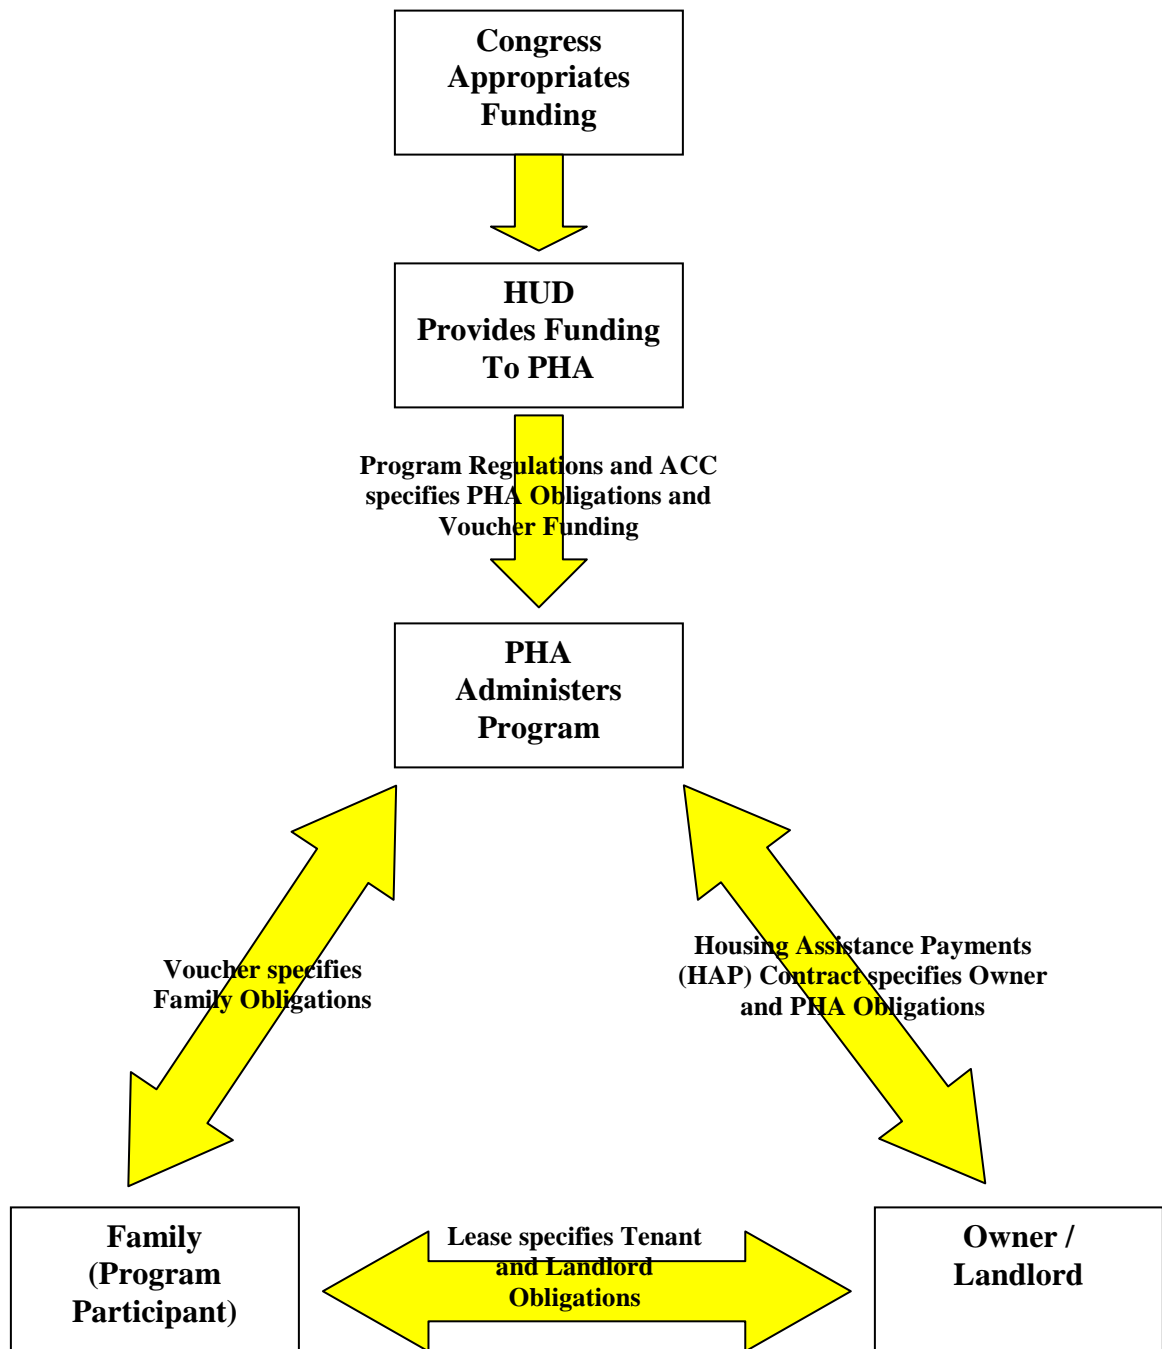 Congress
Appropriates
Funding
HUD
Provides Funding
To PHA
Program Regulations and ACC
specifies PHA Obligations and
Voucher Funding
PHA
Administers
Program
Voucher specifies
Family Obligations
Housing Assistance Payments
(HAP) Contract specifies Owner
and PHA Obligations
Family
(Program
Participant)
Lease specifies Tenant
and Landlord
Obligations
Owner /
Landlord